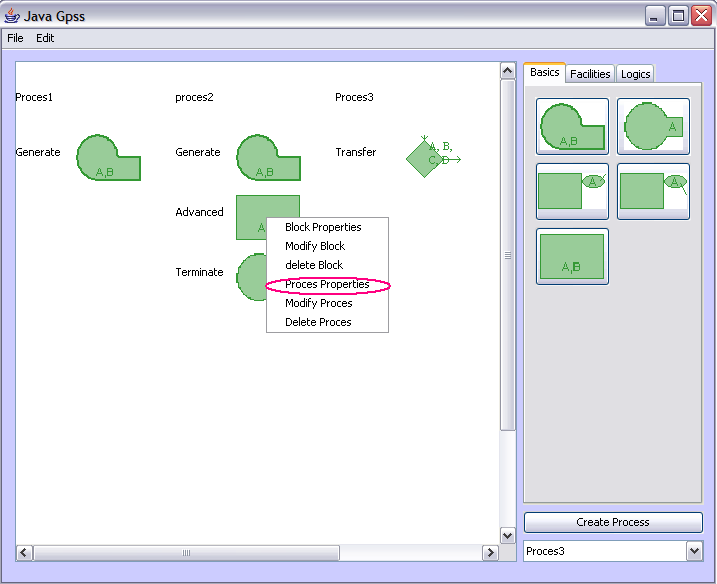 Java Gpss
File Edit
Proces1 proces2 Proces3
Basics Facilities Logics
Generate A,B
Generate A,B
Transfer A, B,
C, D
Advanced A
Terminate
Block Properties
Modify Block
delete Block
Proces Properties
Modify Proces
Delete Proces
A,B A
A A
A,B
Create Process
Proces3